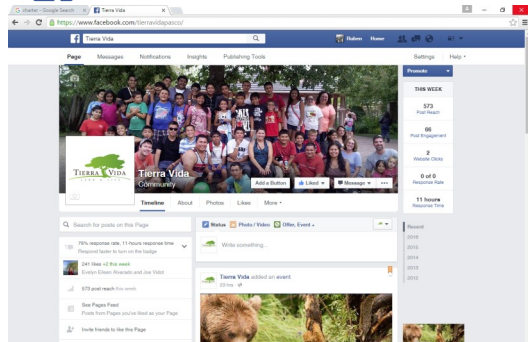 charter - Google Search
Tierra Vida
https://www.facebook.com/tierravidapasco/
Tierra Vida
Ruben
Home
Page
Messages
Notifications
Insights
Publishing Tools
Settings
Help
Promote
THIS WEEK
573
Post Reach
66
Post Engagement
2
Website Clicks
0 of 0
Response Rate
11 hours
Response Time
TIERRA VIDA
Tierra Vida
Community
Add a Button
Liked
Message
Timeline
About
Photos
Likes
More
Search for posts on this Page
75% response rate, 11-hours response time
Respond faster to turn on the badge
241 likes +2 this week
Evelyn Eileen Alvarado and Joe Vidot
573 post reach this week
See Pages Feed
Posts from Pages you've liked as your Page
Invite friends to like this Page
Status
Photo / Video
Offer, Event +
Write something...
Tierra Vida added an event
23 hrs
Recent
2016
2015
2014
2013
2012